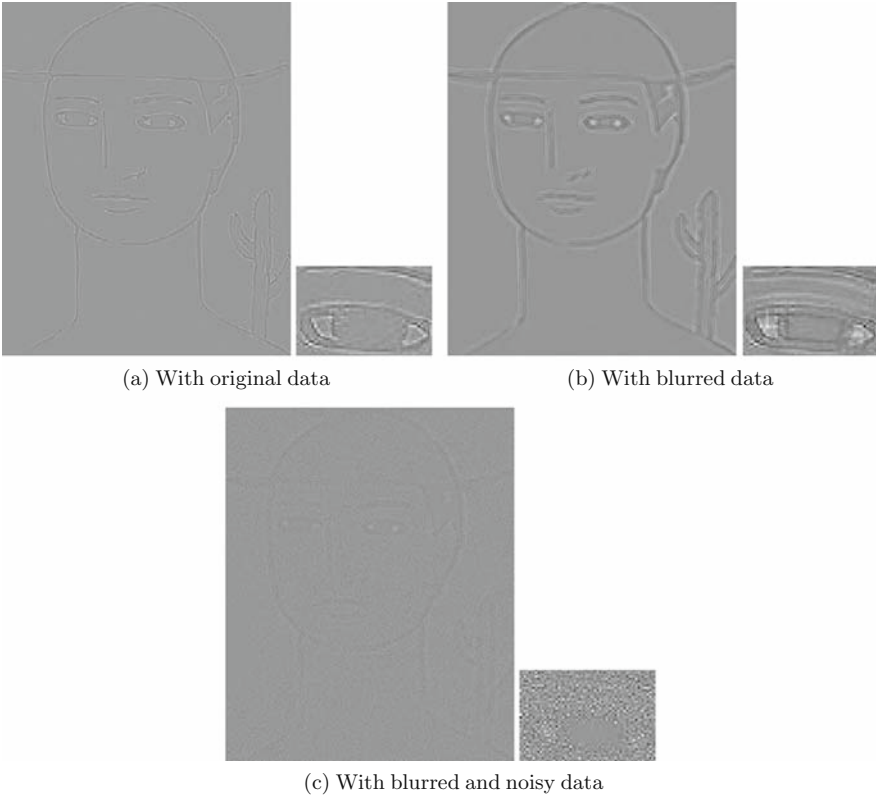 (a) With original data
(b) With blurred data
(c) With blurred and noisy data